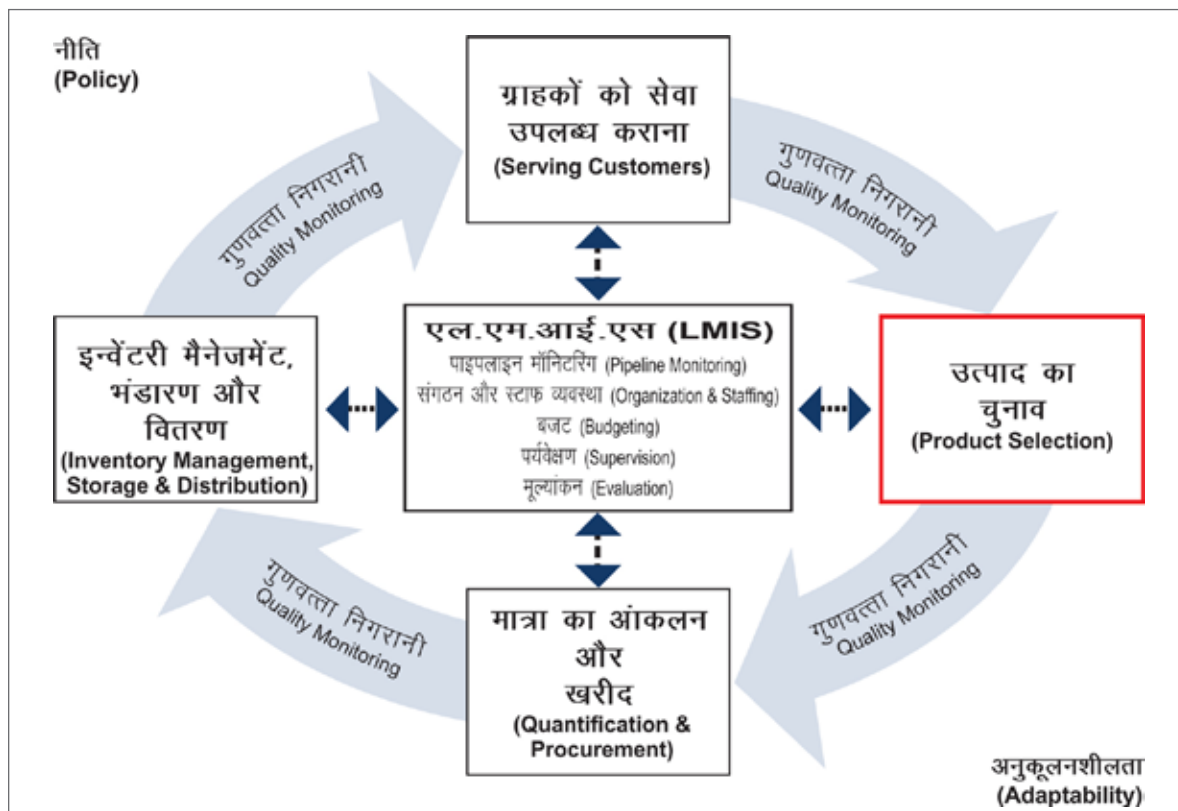 नीति
(Policy)
ग्राहकों को सेवा
उपलब्ध कराना
(Serving Customers)
गुणवत्ता निगरानी
Quality Monitoring
गुणवत्ता निगरानी
Quality Monitoring
इन्वेंटरी मैनेजमेंट,
भंडारण और
वितरण
(Inventory Management,
Storage & Distribution)
एल.एम.आई.एस (LMIS)
पाइपलाइन मॉनिटरिंग (Pipeline Monitoring)
संगठन और स्टाफ व्यवस्था (Organization & Staffing)
बजट (Budgeting)
पर्यवेक्षण (Supervision)
मूल्यांकन (Evaluation)
उत्पाद का
चुनाव
(Product Selection)
गुणवत्ता निगरानी
Quality Monitoring
मात्रा का आंकलन
और
खरीद
(Quantification &
Procurement)
गुणवत्ता निगरानी
Quality Monitoring
अनुकूलनशीलता
(Adaptability)